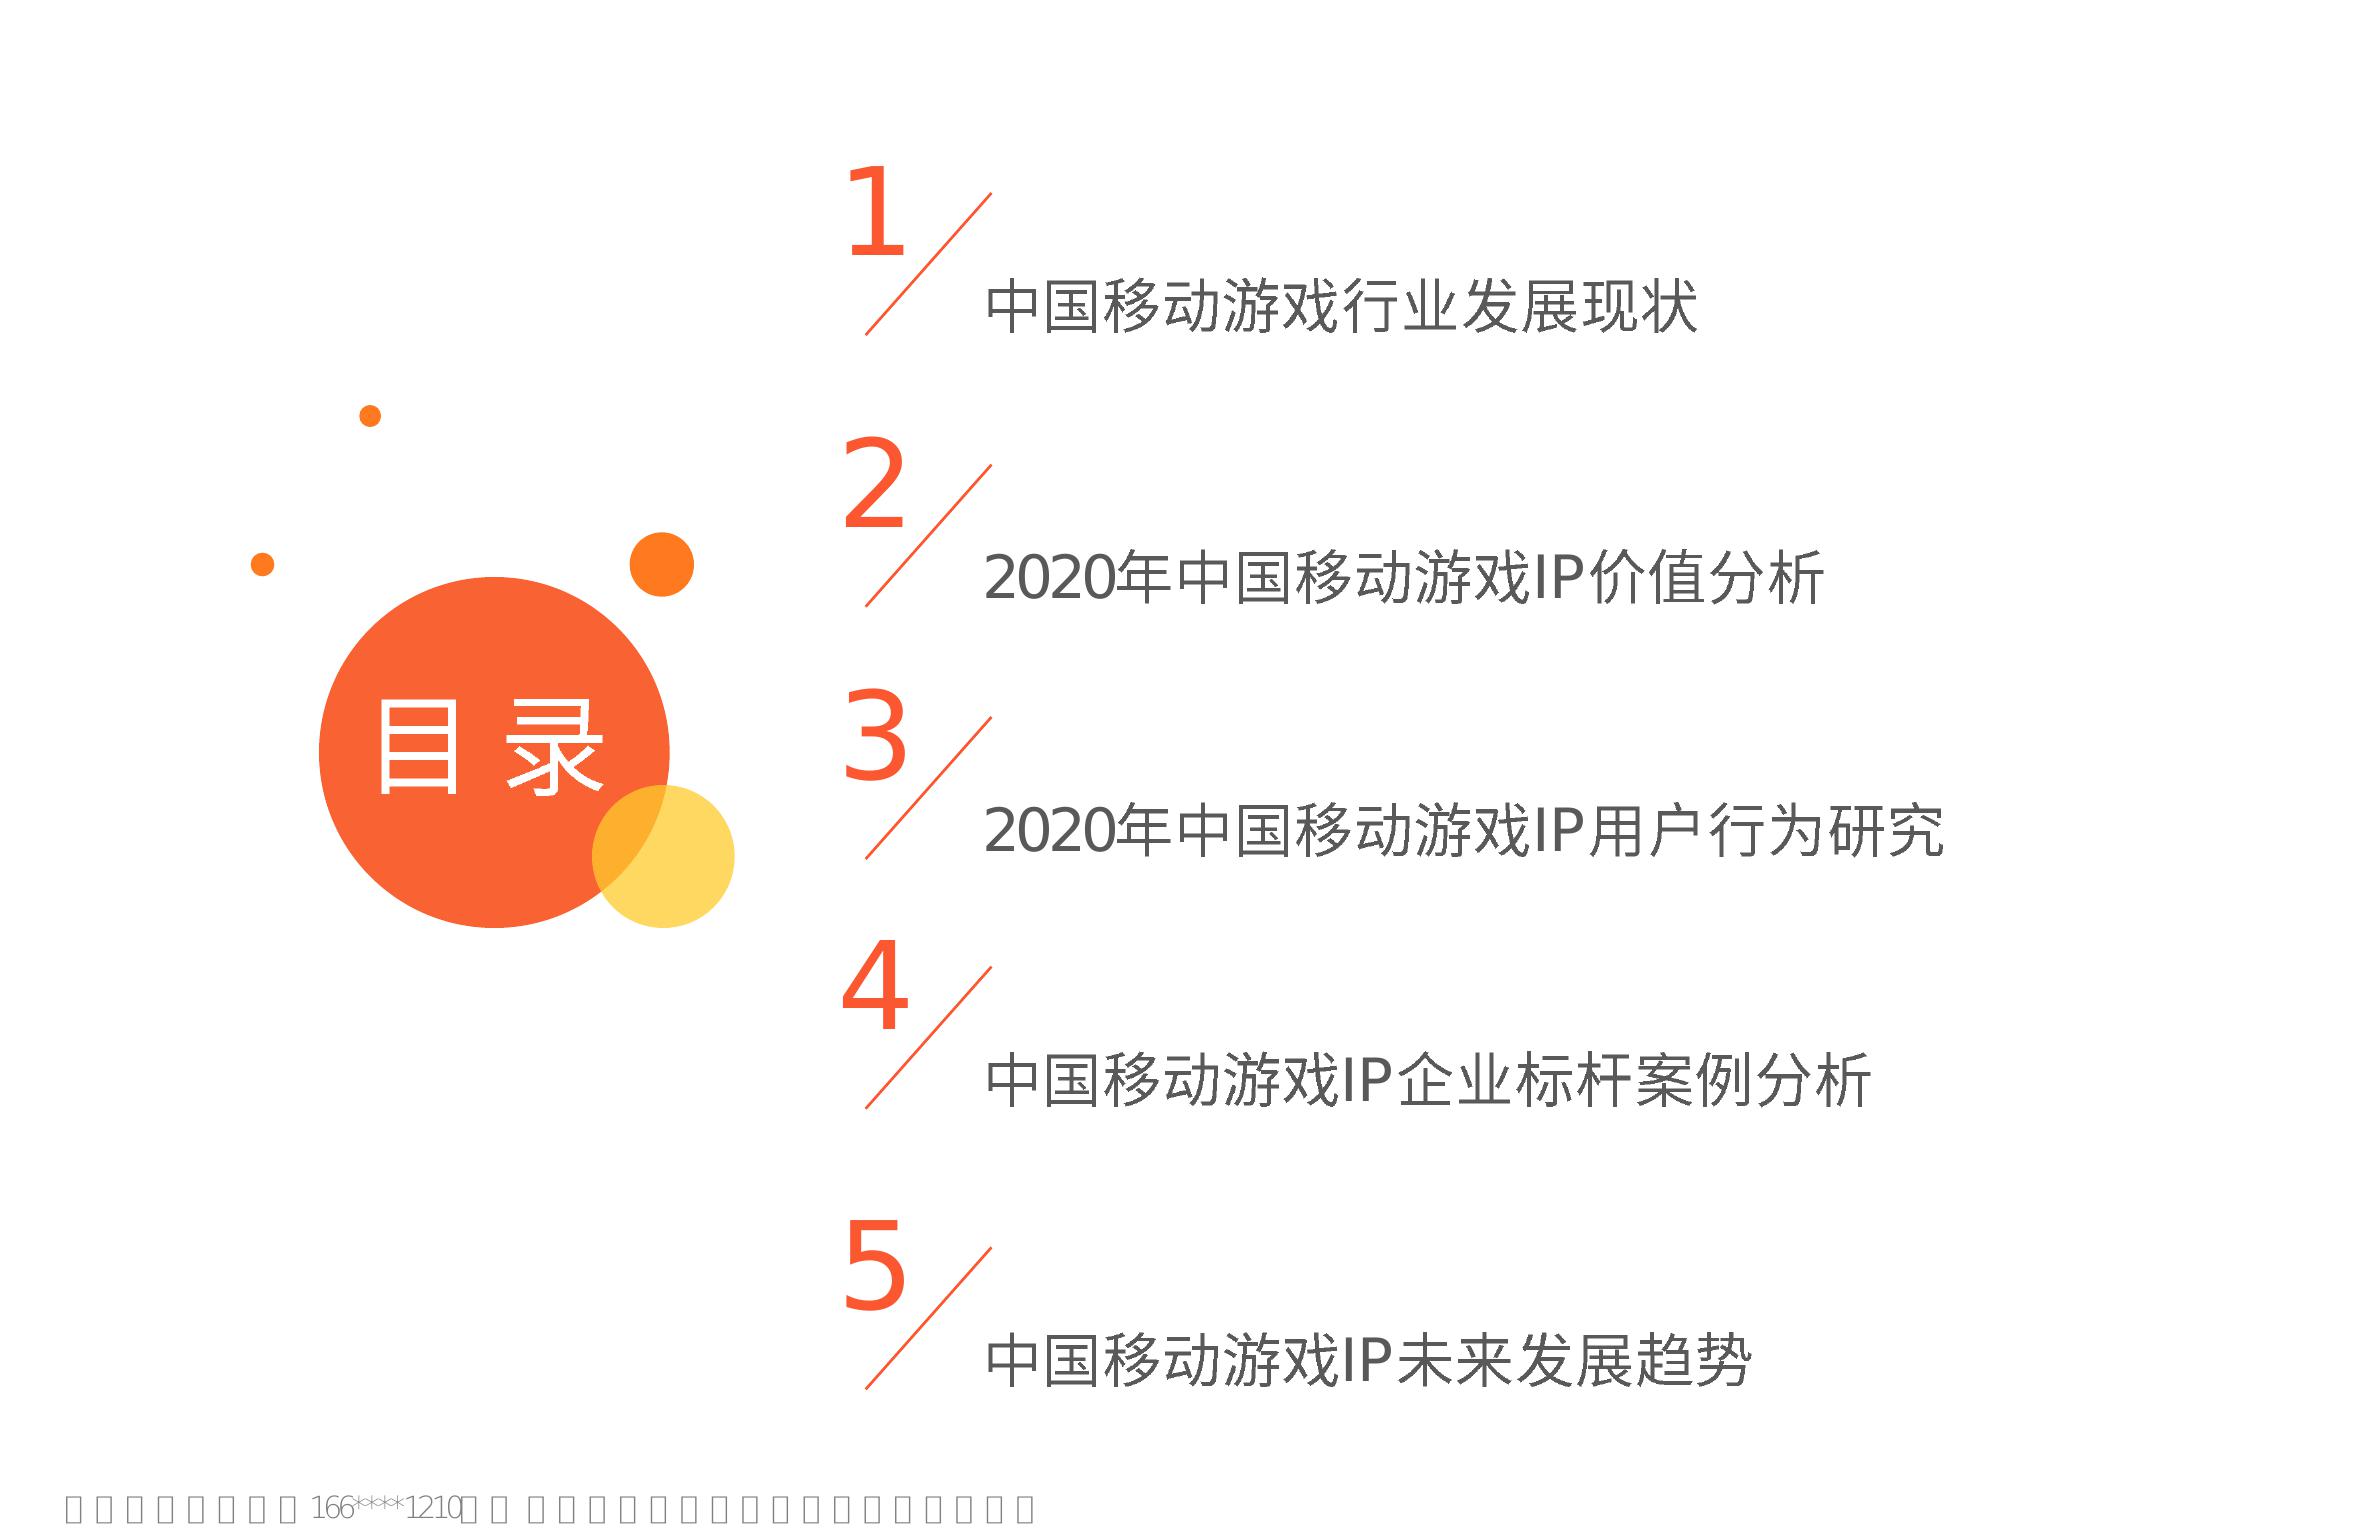 目 录
1
中国移动游戏行业发展现状
2
2020年中国移动游戏IP价值分析
3
2020年中国移动游戏IP用户行为研究
4
中国移动游戏IP企业标杆案例分析
5
中国移动游戏IP未来发展趋势
166****1210